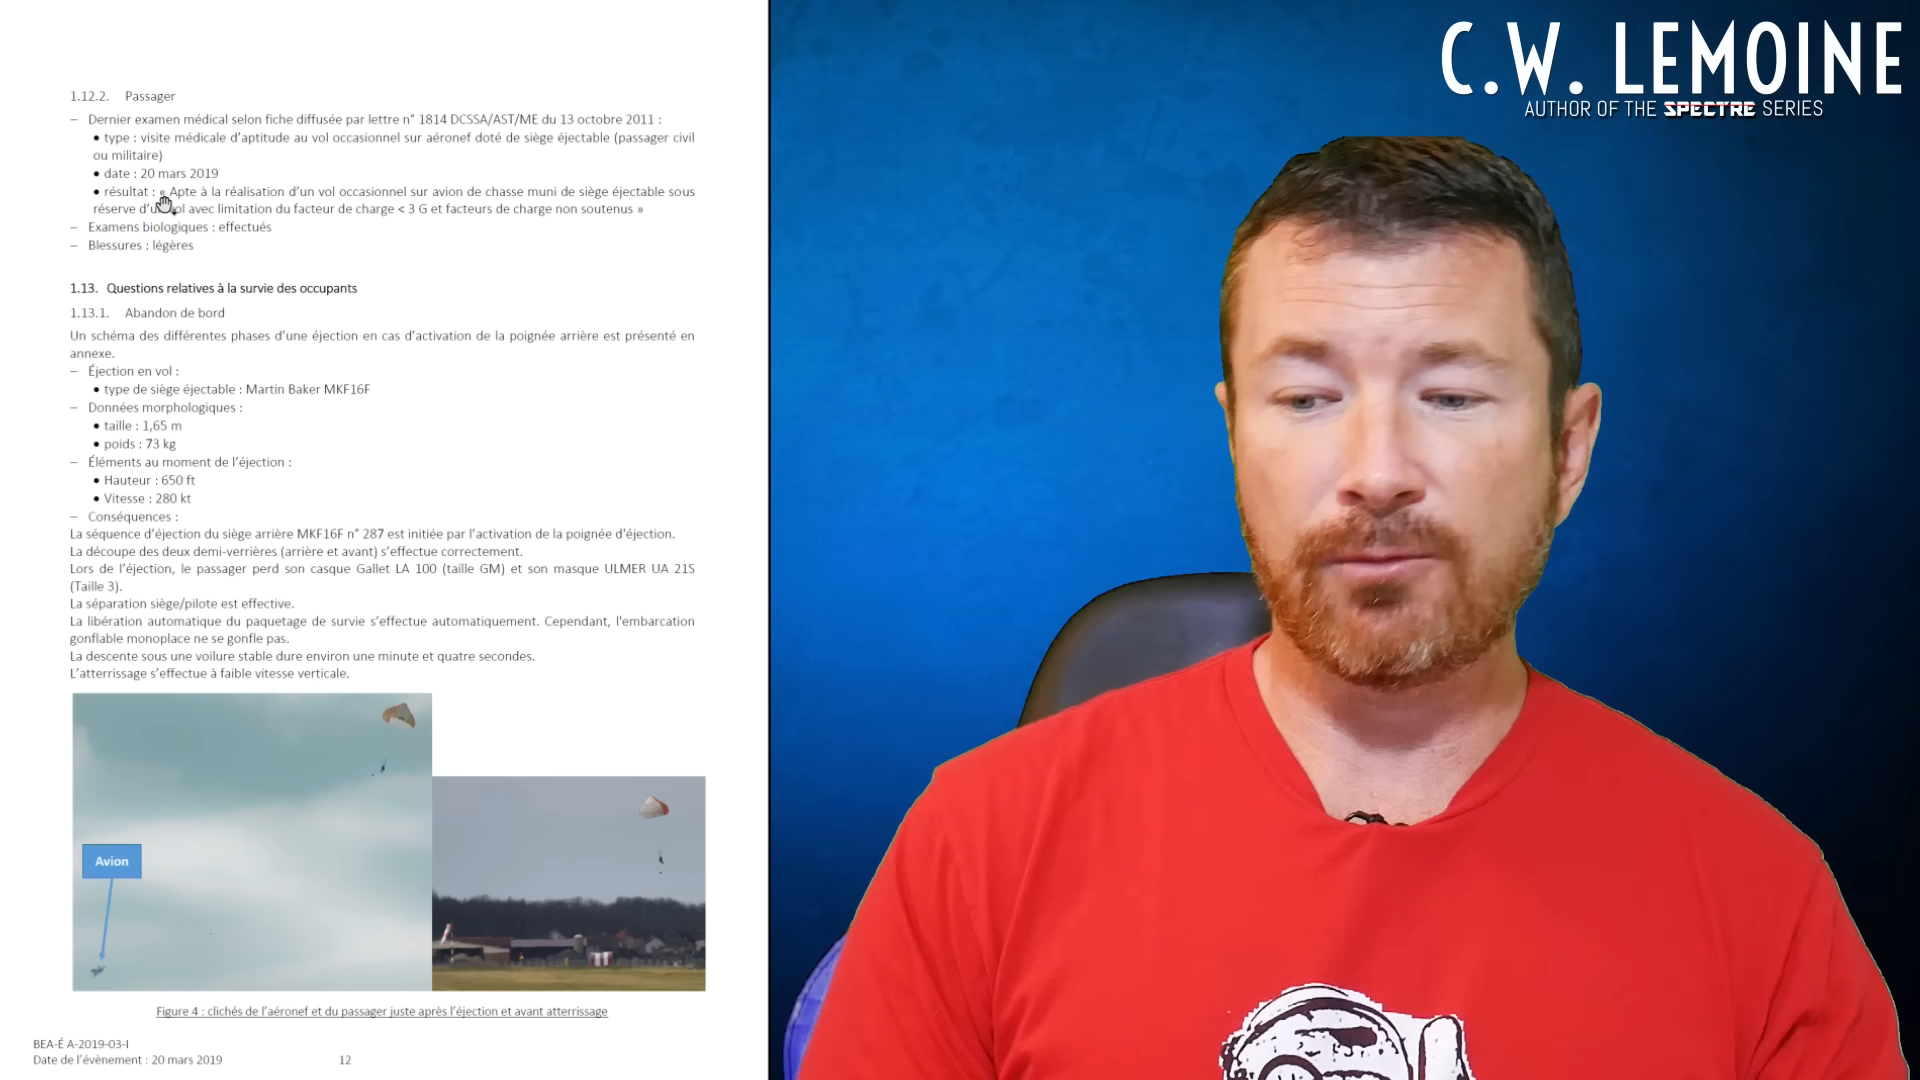 1.12.2. Passager
– Dernier examen médical selon fiche diffusée par lettre n° 1814 DCSSA/AST/ME du 13 octobre 2011 :
• type : visite médicale d'aptitude au vol occasionnel sur aéronef doté de siège éjectable (passager civil
ou militaire)
• date : 20 mars 2019
• résultat : « Apte à la réalisation d'un vol occasionnel sur avion de chasse muni de siège éjectable sous
réserve avec limitation du facteur de charge < 3 G et facteurs de charge non soutenus »
– Examens biologiques : effectués
– Blessures : légères
1.13. Questions relatives à la survie des occupants
1.13.1. Abandon de bord
Un schéma des différentes phases d'une éjection en cas d'activation de la poignée arrière est présenté en
annexe.
– Éjection en vol :
• type de siège éjectable : Martin Baker MKF16F
– Données morphologiques :
• taille : 1,65 m
• poids : 73 kg
– Éléments au moment de l'éjection :
• Hauteur : 650 ft
• Vitesse : 280 kt
– Conséquences :
La séquence d'éjection du siège arrière MKF16F n° 287 est initiée par l'activation de la poignée d'éjection.
La découpe des deux demi-verrières (arrière et avant) s'effectue correctement.
Lors de l'éjection, le passager perd son casque Gallet LA 100 (taille GM) et son masque ULMER UA 21S
(Taille 3).
La séparation siège/pilote est effective.
La libération automatique du paquetage de survie s'effectue automatiquement. Cependant, l'embarcation
gonflable monoplace ne se gonfle pas.
La descente sous une voilure stable dure environ une minute et quatre secondes.
L'atterrissage s'effectue à faible vitesse verticale.
Avion
Figure 4 : clichés de l'aéronef et du passager juste après l'éjection et avant atterrissage
BEA-É A-2019-03-I
Date de l'évènement : 20 mars 2019 12
C.W. LEMOINE
AUTHOR OF THE SPECTRE SERIES